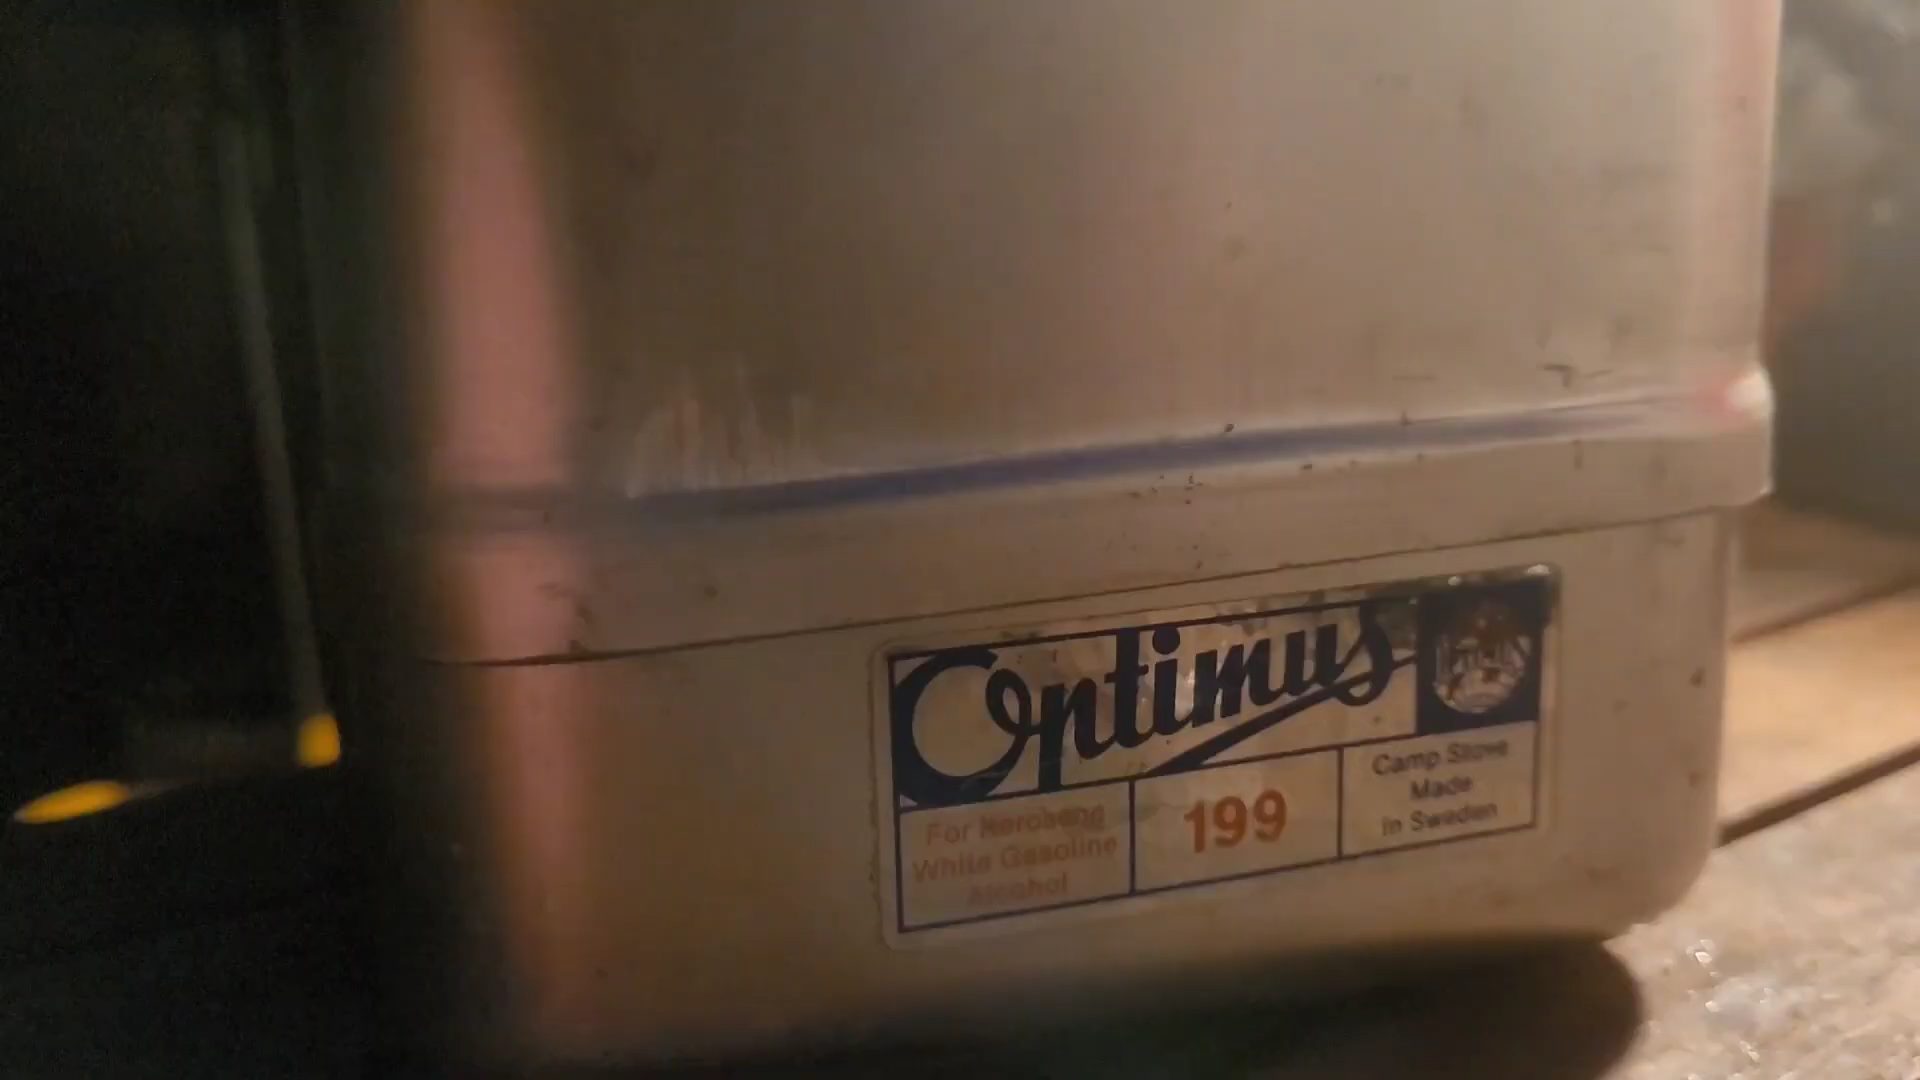 Optimus
For Kerosene
White Gasoline
Alcohol
199
Camp Stove
Made
In Sweden